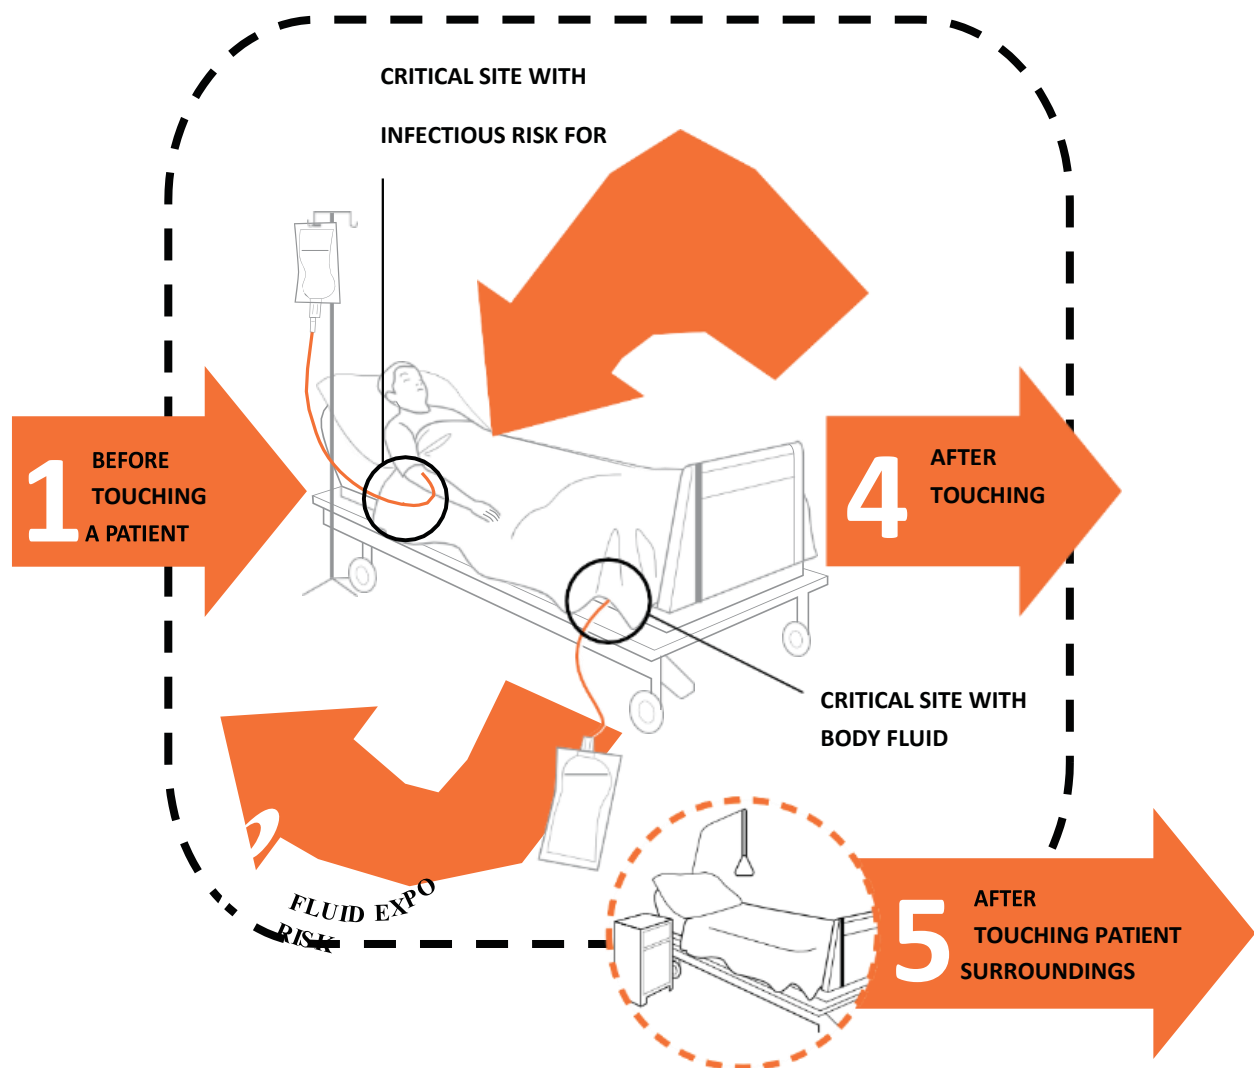 CRITICAL SITE WITH
INFECTIOUS RISK FOR
1
BEFORE
TOUCHING
A PATIENT
4
AFTER
TOUCHING
CRITICAL SITE WITH
BODY FLUID
FLUID EXPO
RISK
5
AFTER
TOUCHING PATIENT
SURROUNDINGS